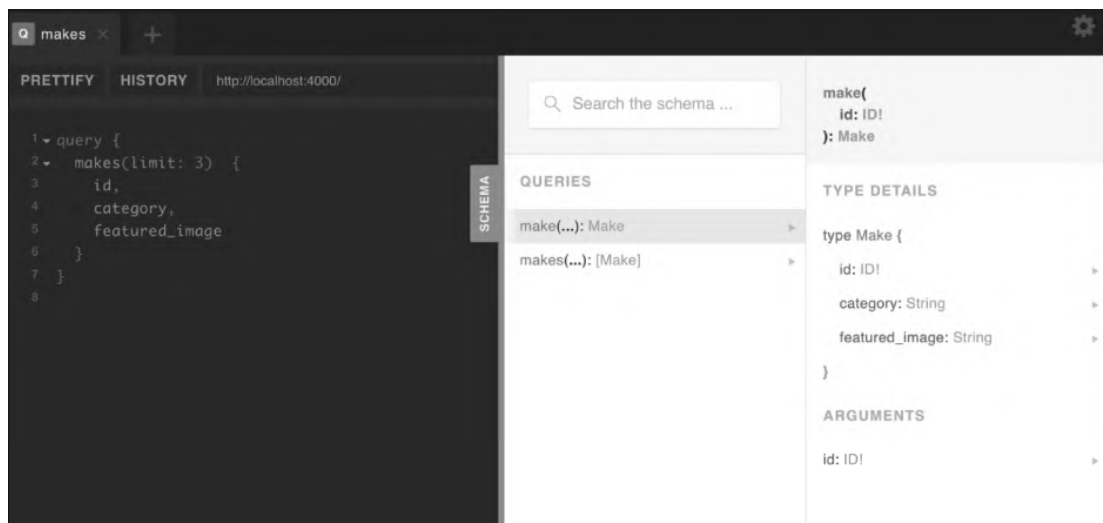 Q makes × +
PRETTIFY HISTORY http://localhost:4000/
1 query {
2 makes(limit: 3) {
3 id,
4 category,
5 featured_image
6 }
7 }
8
SCHEMA
Search the schema ...
QUERIES
make(...): Make
makes(...): [Make]
make(
id: ID!
): Make
TYPE DETAILS
type Make {
id: ID!
category: String
featured_image: String
}
ARGUMENTS
id: ID!